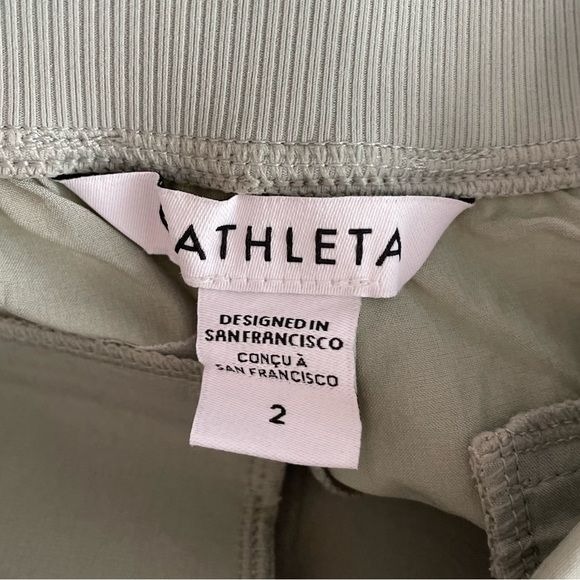 ATHLETA
DESIGNED IN
SAN FRANCISCO
CONÇU À
SAN FRANCISCO
2